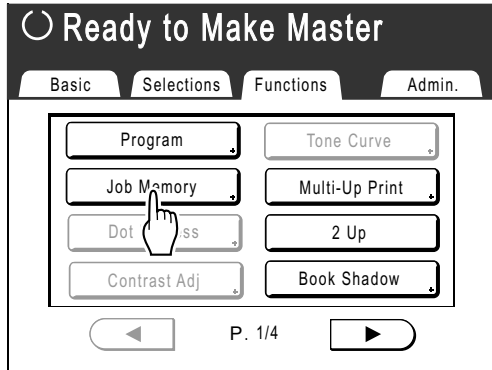 Ready to Make Master
Basic Selections Functions Admin.
Program Tone Curve
Job Memory Multi-Up Print
Dot ss 2 Up
Contrast Adj Book Shadow
P. 1/4